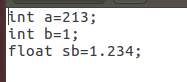 int a=213;
int b=1;
float sb=1.234;